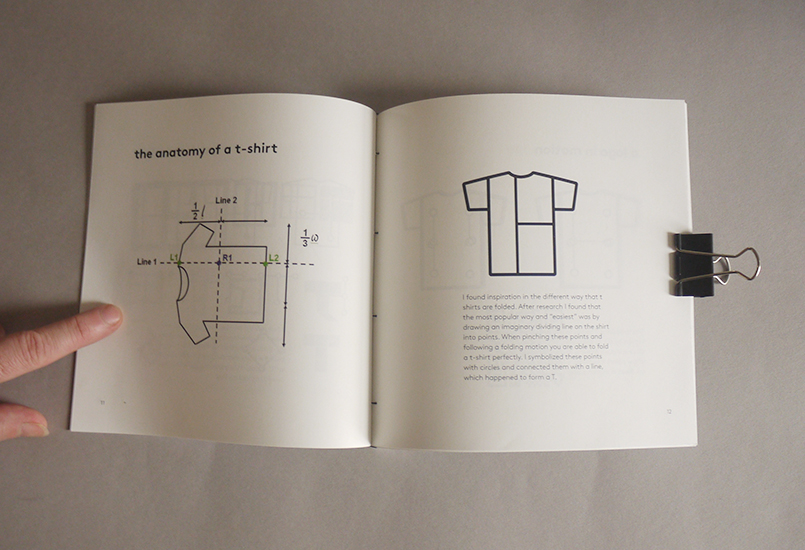 the anatomy of a t-shirt
Line 2
1/2 l
1/3 ω
Line 1
L1
R1
L2
I found inspiration in the different way that t
shirts are folded. After research I found that
the most popular way and "easiest" was by
drawing an imaginary dividing line on the shirt
into points. When pinching these points and
following a folding motion you are able to fold
a t-shirt perfectly. I symbolized these points
with circles and connected them with a line,
which happened to form a T.
12